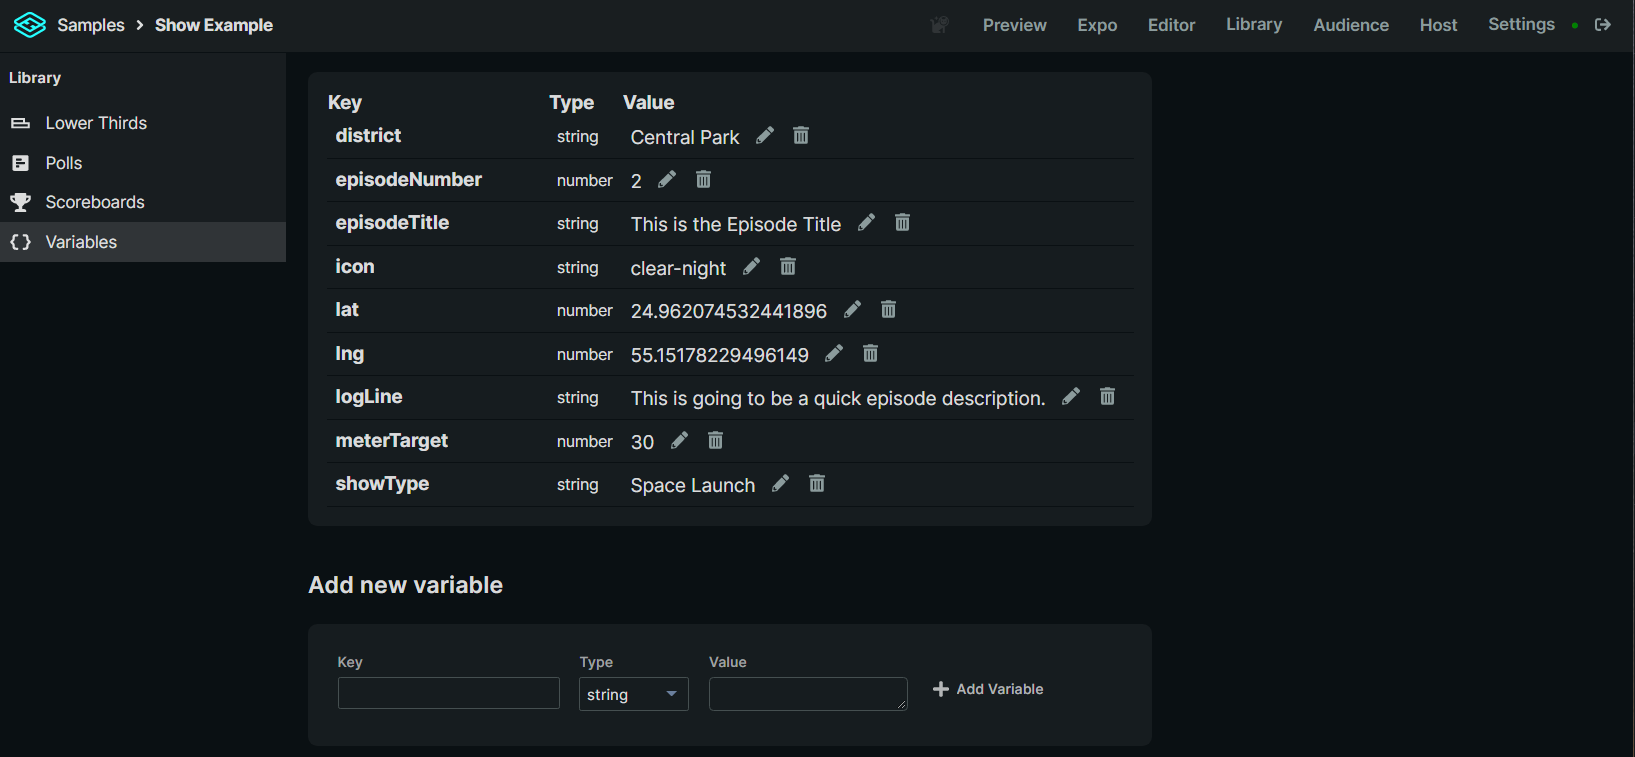 Samples > Show Example
Preview Expo Editor Library Audience Host Settings
Library
Lower Thirds
Polls
Scoreboards
Variables
Key Type Value
district string Central Park
episodeNumber number 2
episodeTitle string This is the Episode Title
icon string clear-night
lat number 24.962074532441896
lng number 55.15178229496149
logLine string This is going to be a quick episode description.
meterTarget number 30
showType string Space Launch
Add new variable
Key Type Value
string Add Variable